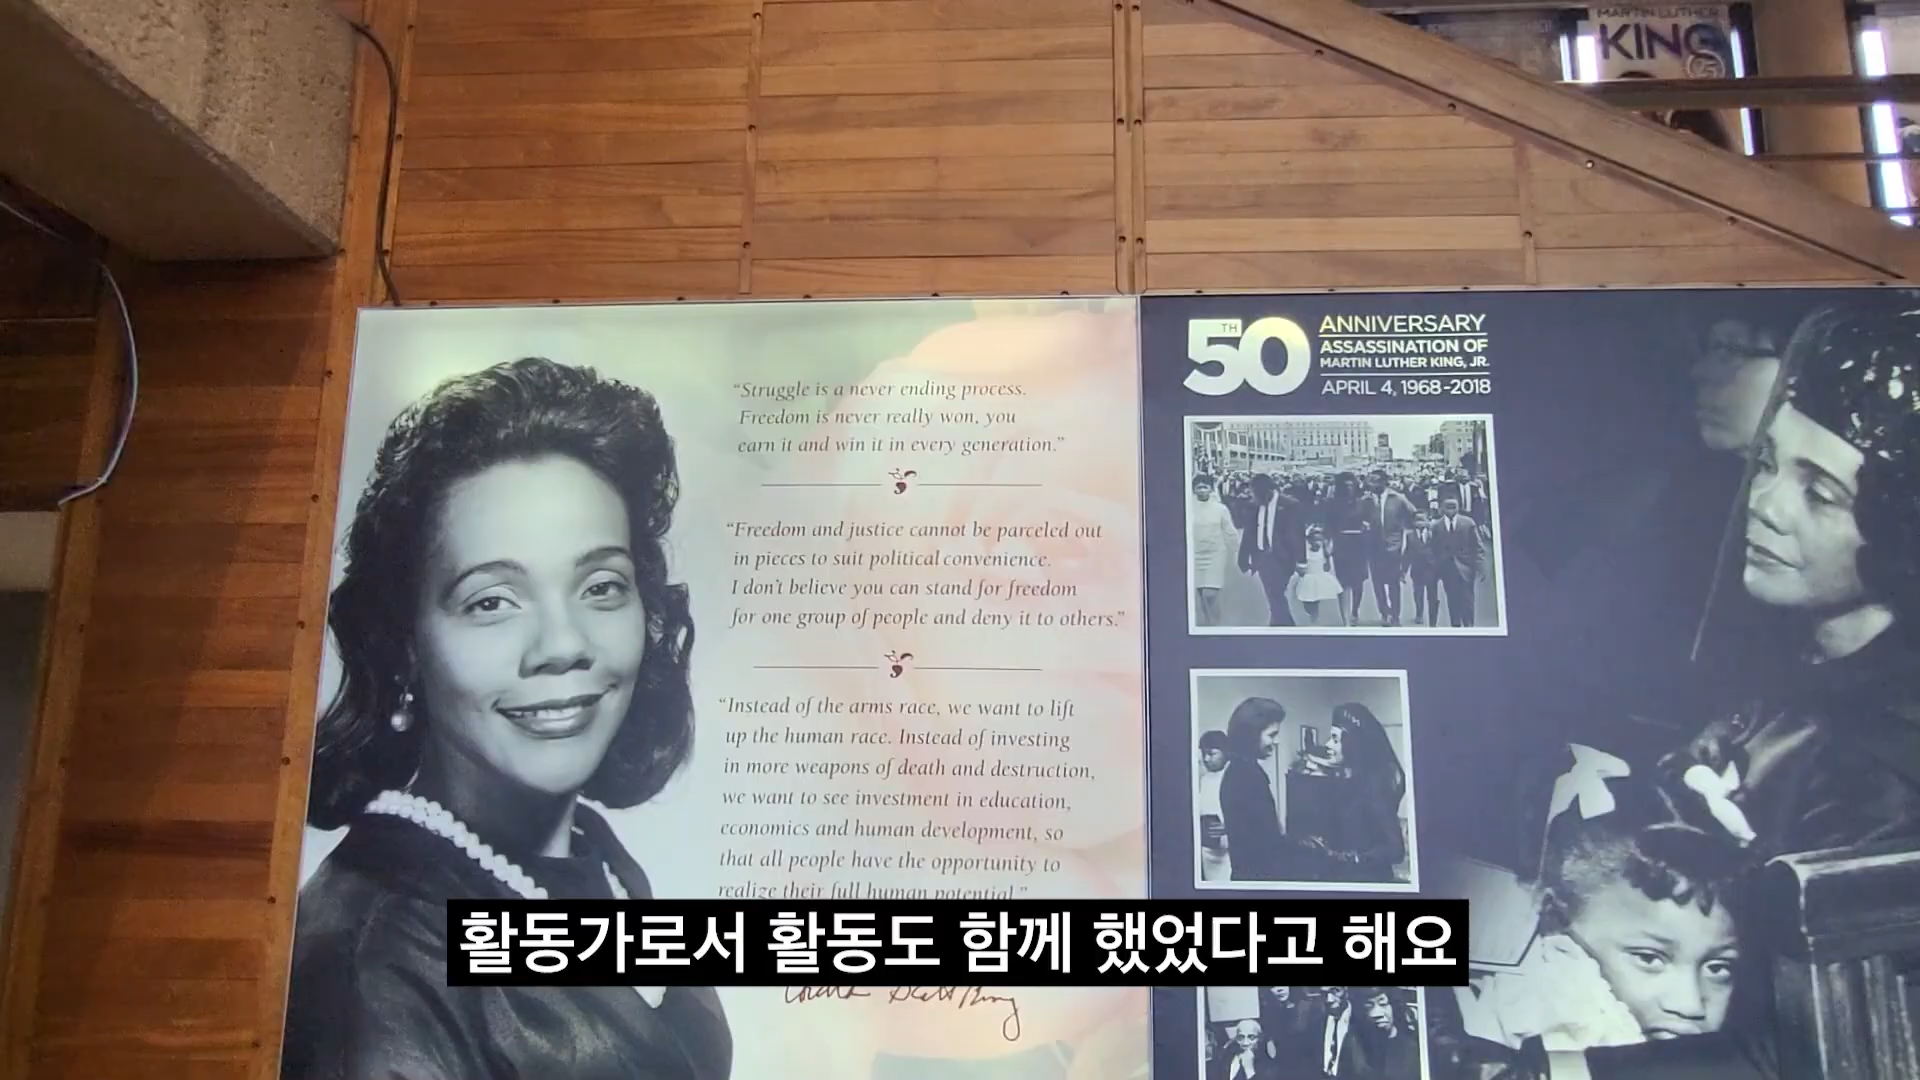 MARTIN LUTHER
KING
“Struggle is a never ending process.
Freedom is never really won, you
earn it and win it in every generation.”
“Freedom and justice cannot be parceled out
in pieces to suit political convenience.
I don't believe you can stand for freedom
for one group of people and deny it to others.”
“Instead of the arms race, we want to lift
up the human race. Instead of investing
in more weapons of death and destruction,
we want to see investment in education,
economics and human development, so
that all people have the opportunity to
realize their full human potential.”
Coretta Scott King
50TH
ANNIVERSARY
ASSASSINATION OF
MARTIN LUTHER KING, JR.
APRIL 4, 1968-2018
활동가로서 활동도 함께 했었다고 해요